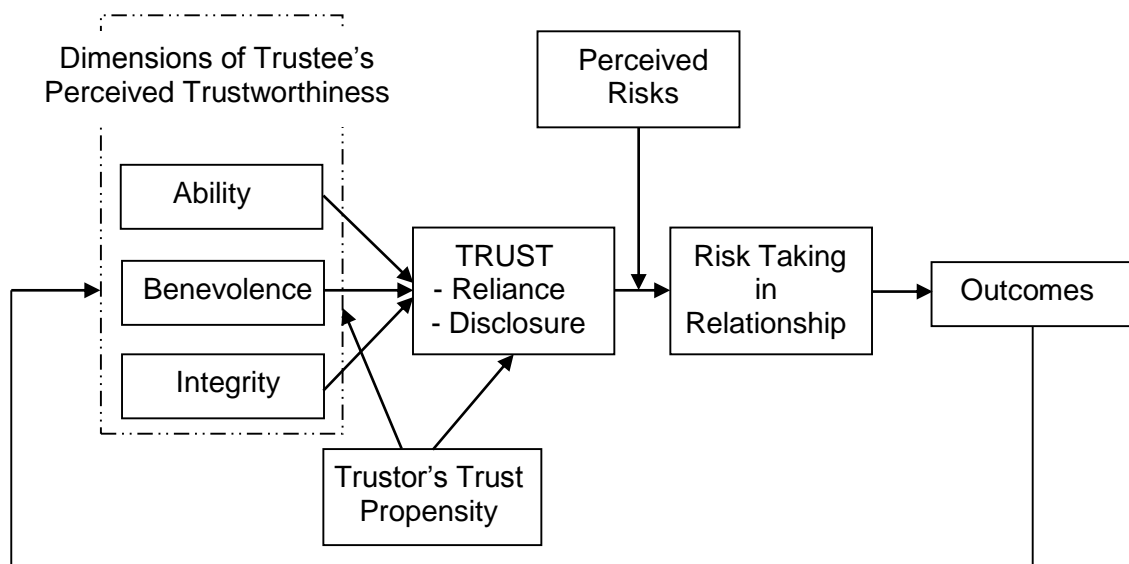 Dimensions of Trustee’s
Perceived Trustworthiness
Perceived
Risks
Ability
Benevolence
Integrity
TRUST
- Reliance
- Disclosure
Risk Taking
in
Relationship
Outcomes
Trustor’s Trust
Propensity